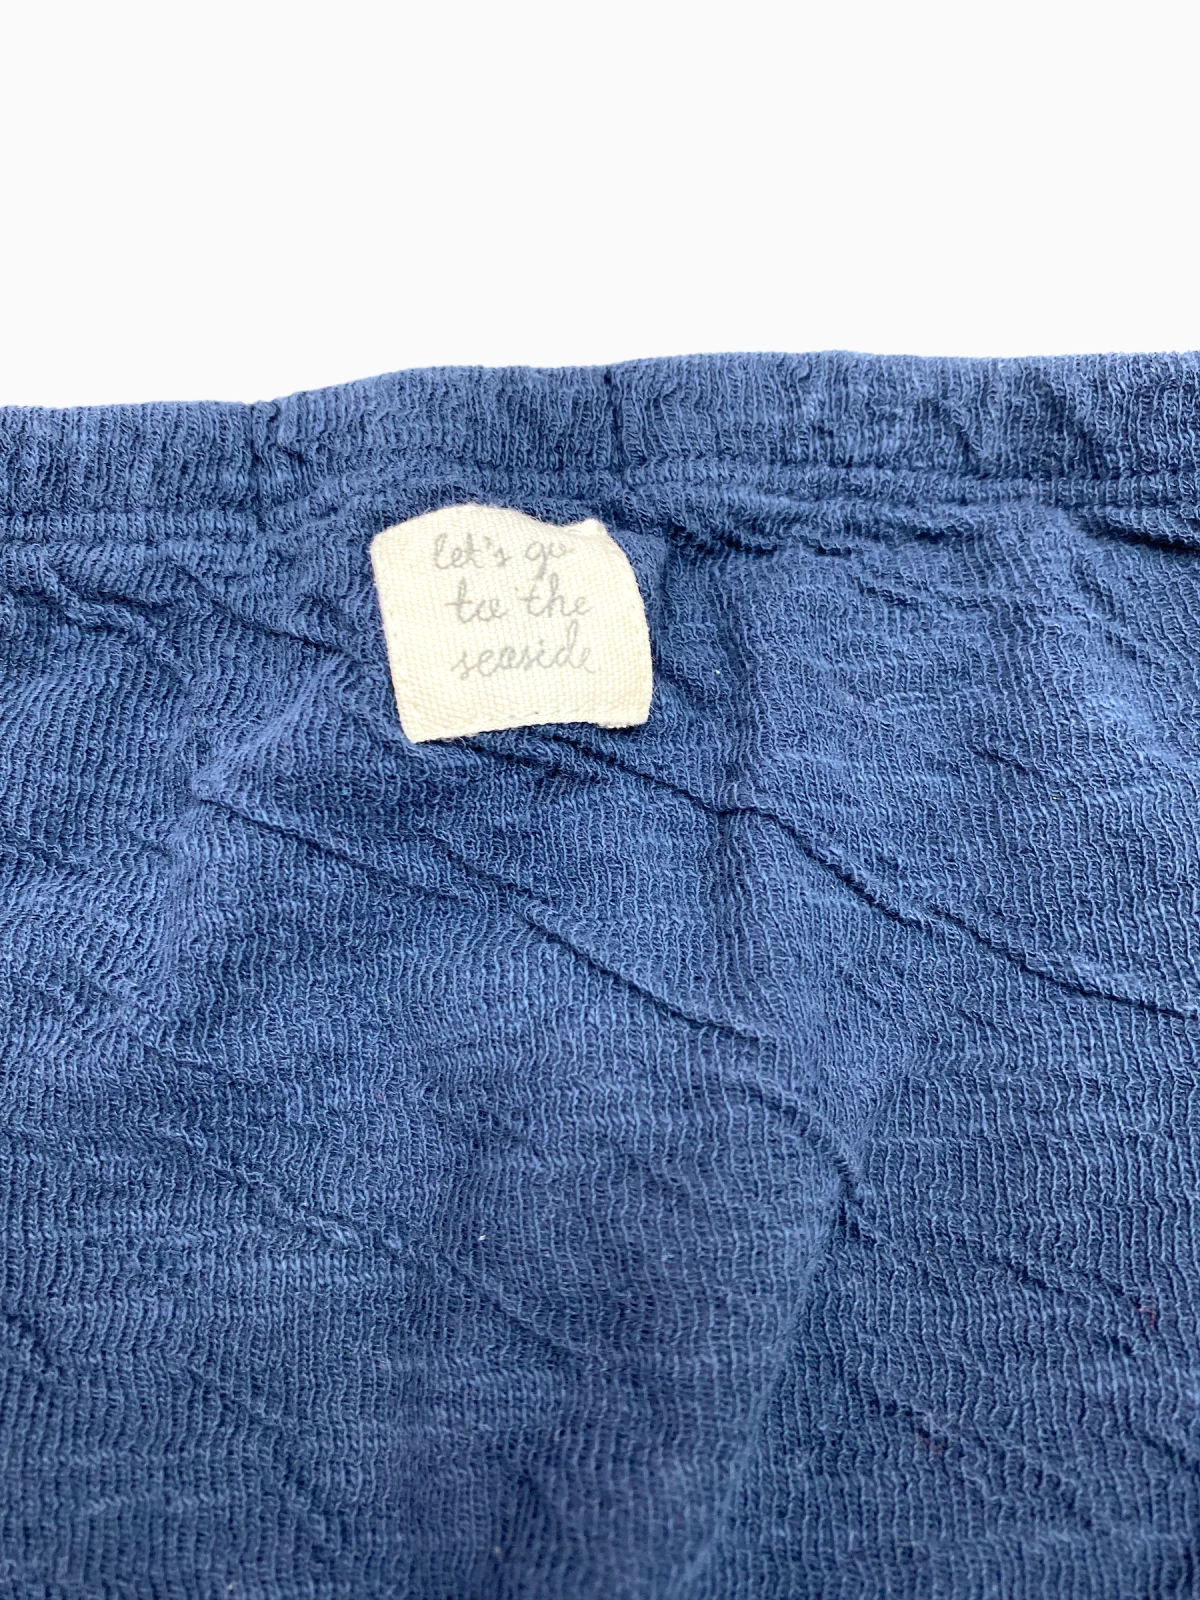 let's go
to the
seaside